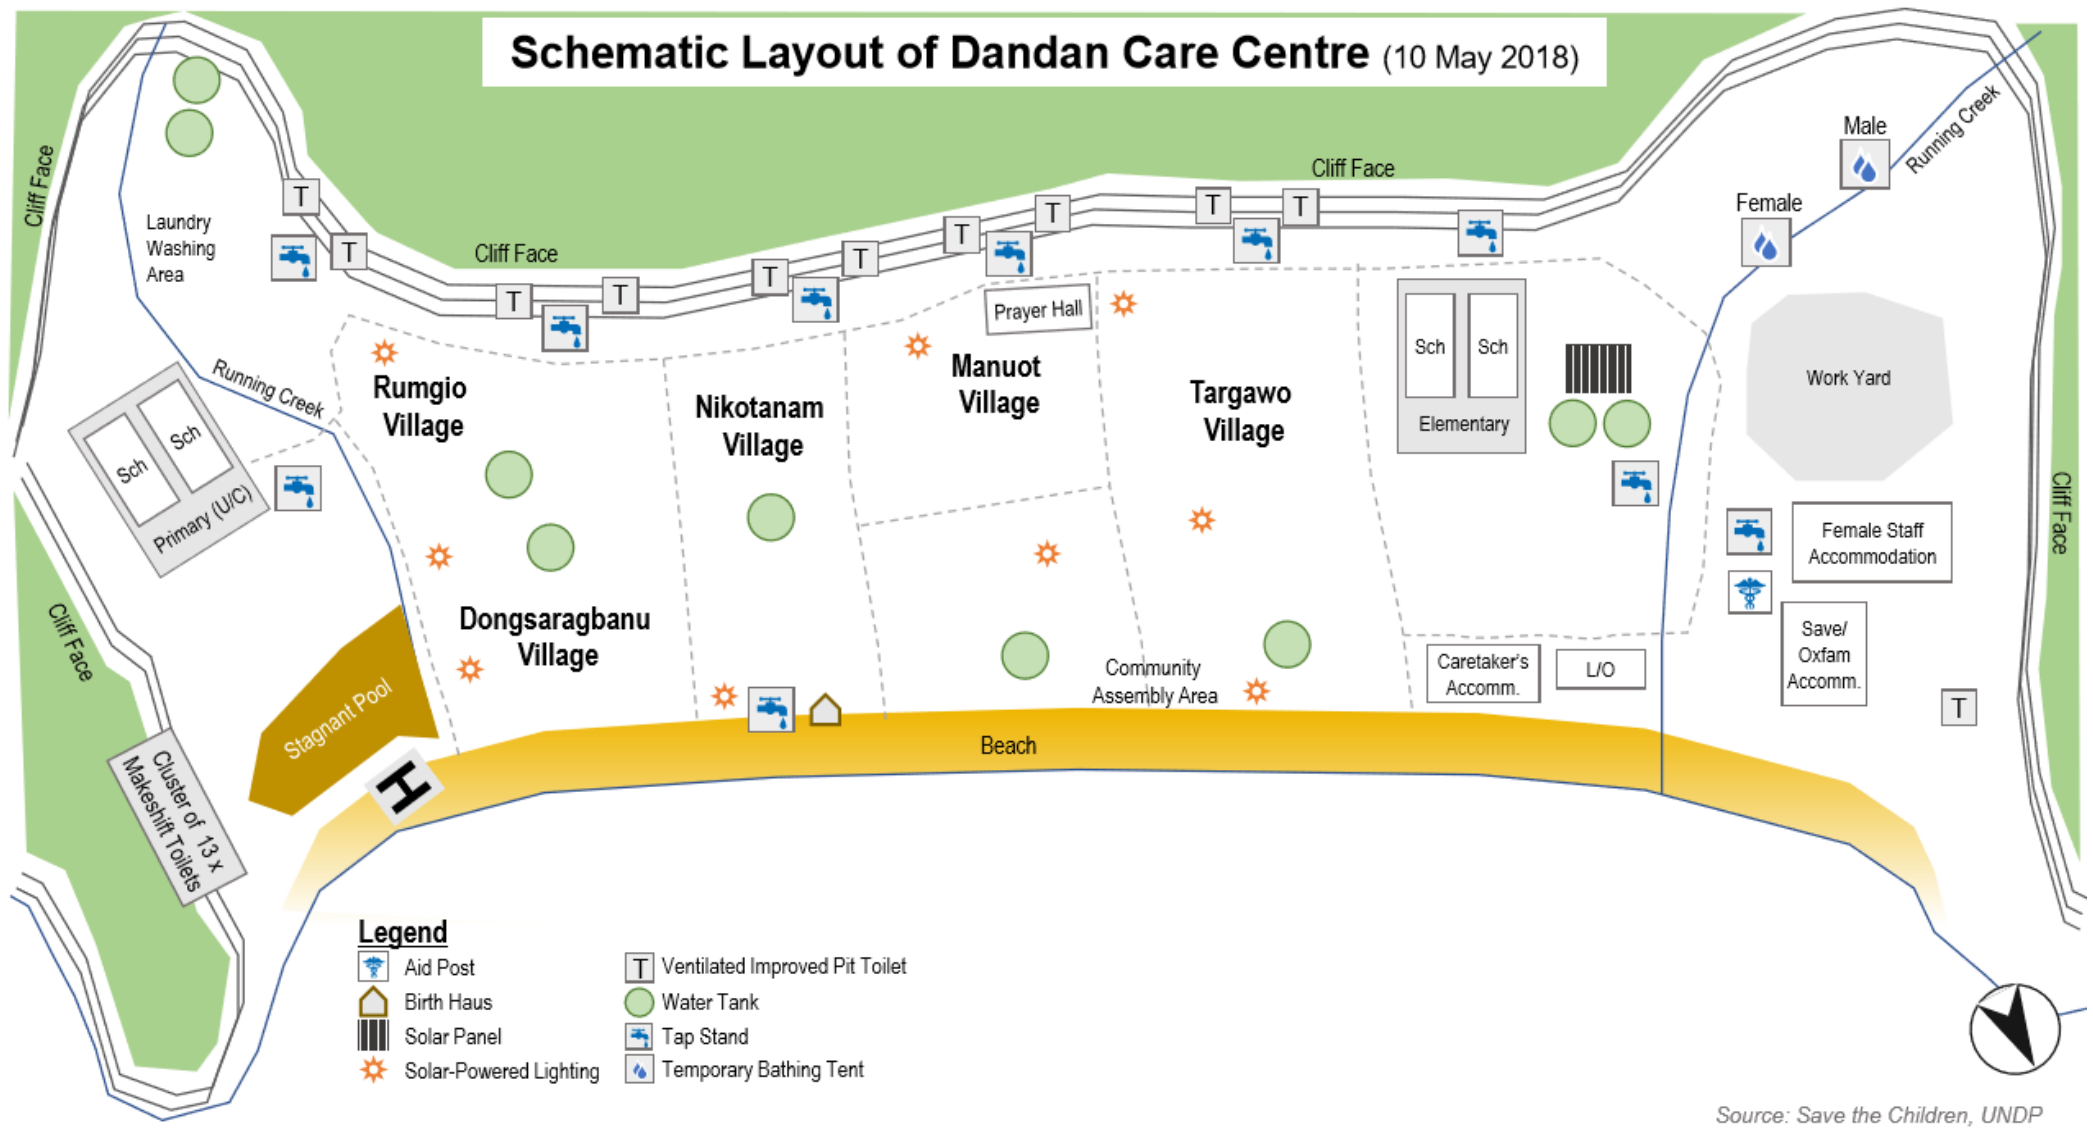 Schematic Layout of Dandan Care Centre (10 May 2018)
Cliff Face
Laundry
Washing
Area
T
T
Cliff Face
T
T
T
T
T
T
T
T
Cliff Face
Male
Female
Running Creek
Running Creek
Sch
Sch
Primary (U/C)
Rumgio
Village
Nikotanam
Village
Prayer Hall
Manuot
Village
Targawo
Village
Sch
Sch
Elementary
Work Yard
Cliff Face
Female Staff
Accommodation
Save/
Oxfam
Accomm.
T
Dongsaragbanu
Village
Community
Assembly Area
Caretaker's
Accomm.
L/O
Cliff Face
Stagnant Pool
H
Beach
Cluster of 13 x
Makeshift Toilets
Legend
Aid Post
Birth Haus
Solar Panel
Solar-Powered Lighting
T Ventilated Improved Pit Toilet
Water Tank
Tap Stand
Temporary Bathing Tent
Source: Save the Children, UNDP